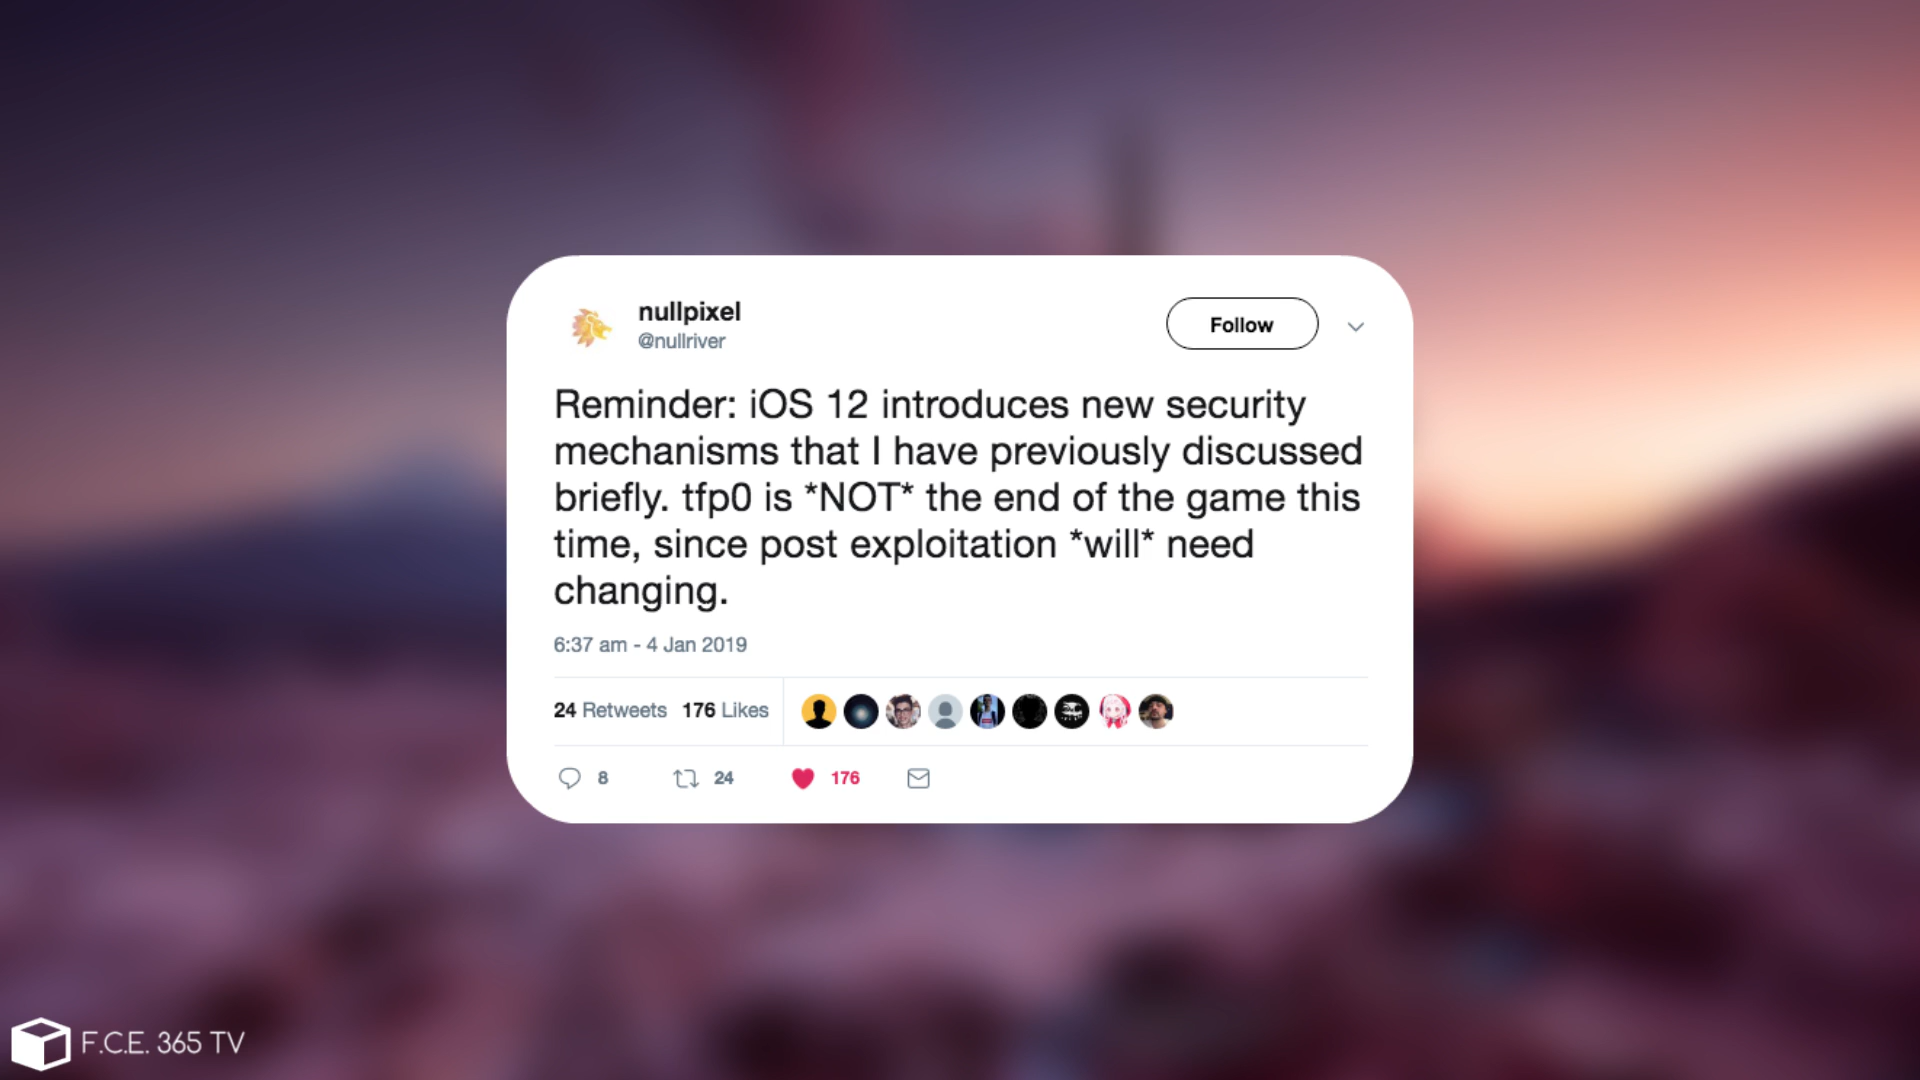 nullpixel
@nullriver
Follow
Reminder: iOS 12 introduces new security
mechanisms that I have previously discussed
briefly. tfp0 is *NOT* the end of the game this
time, since post exploitation *will* need
changing.
6:37 am - 4 Jan 2019
24 Retweets 176 Likes
8 24 176
F.C.E. 365 TV